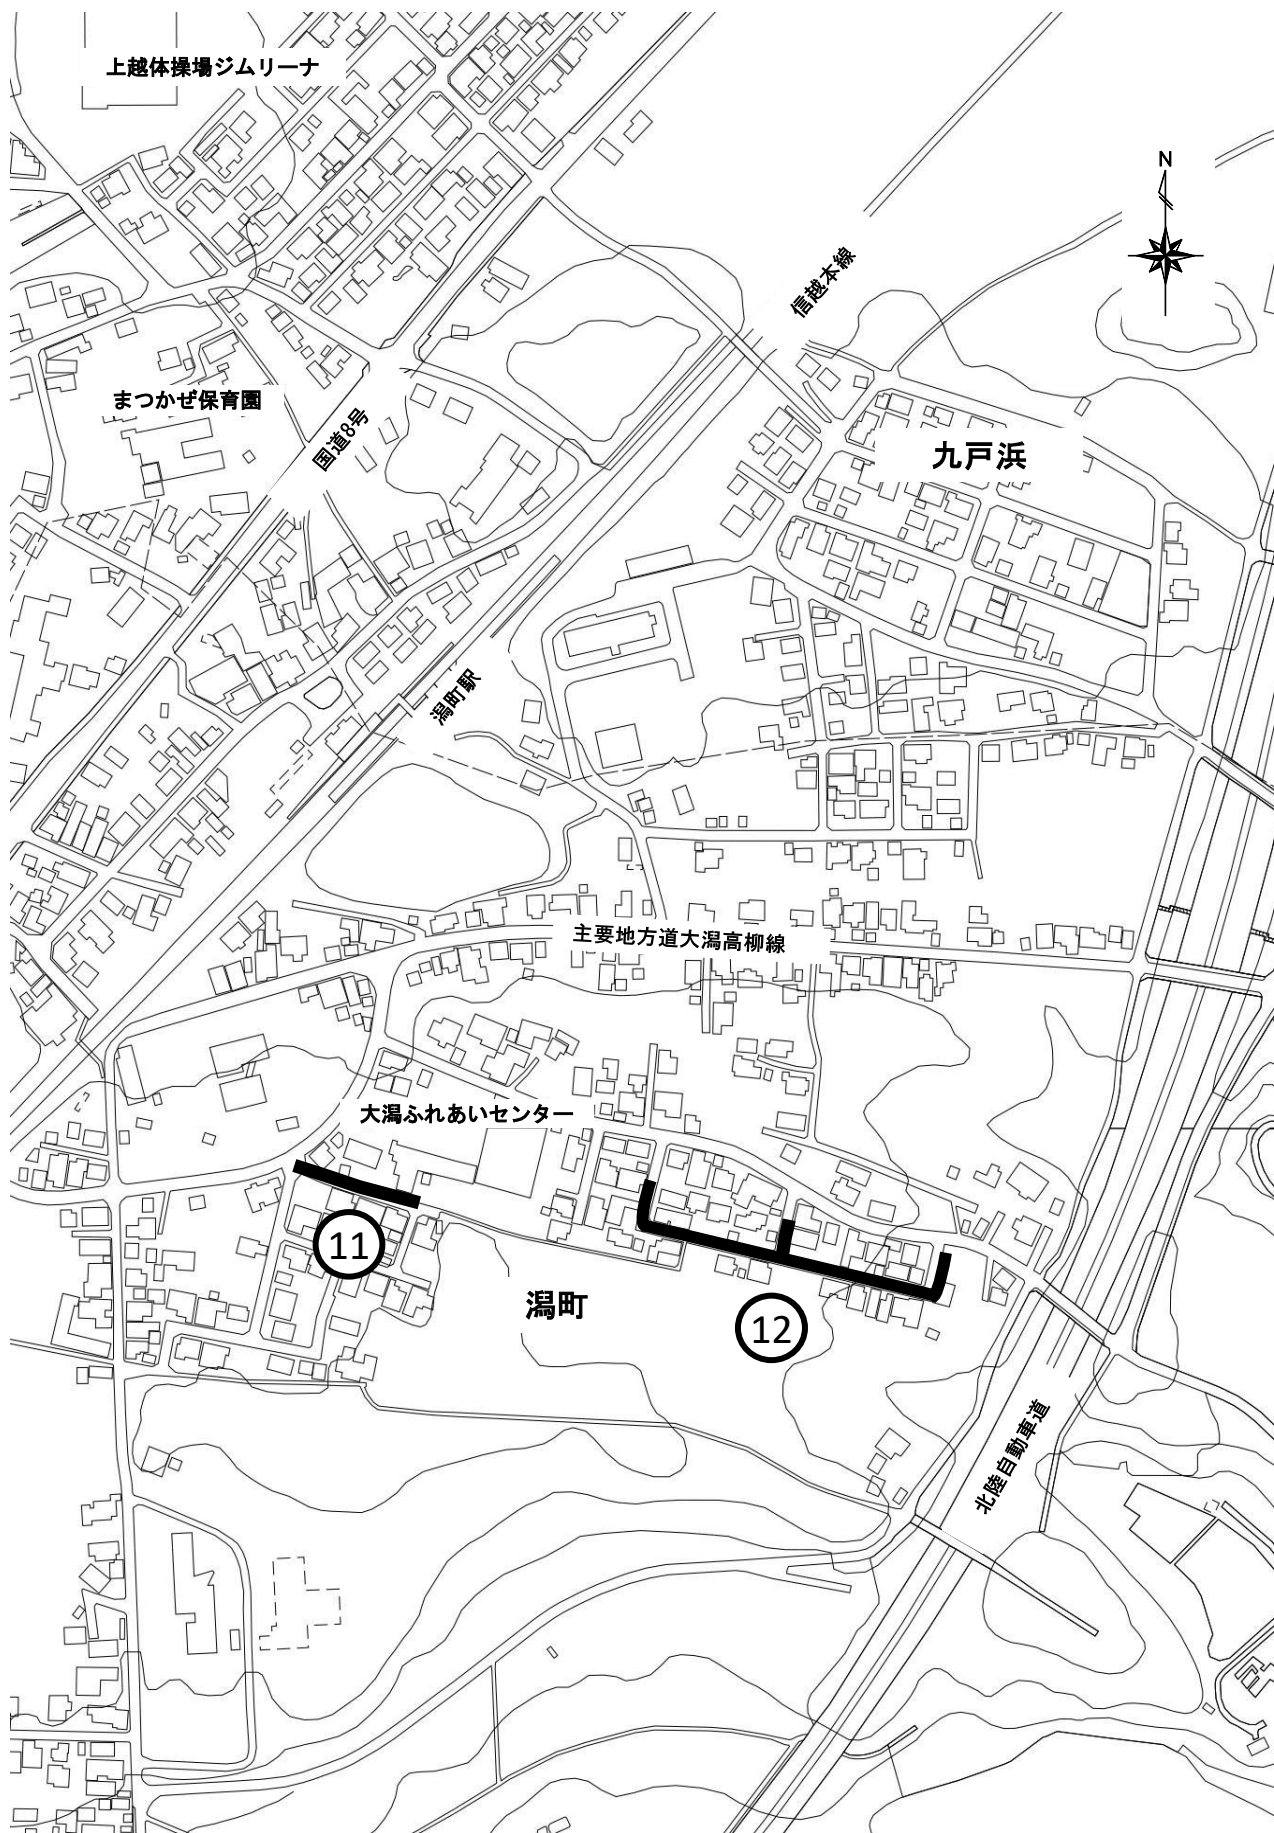 上越体操場ジムリーナ
N
信越本線
まつかぜ保育園
国道8号
九戸浜
潟町駅
主要地方道大潟高柳線
大潟ふれあいセンター
11
潟町
12
北陸自動車道